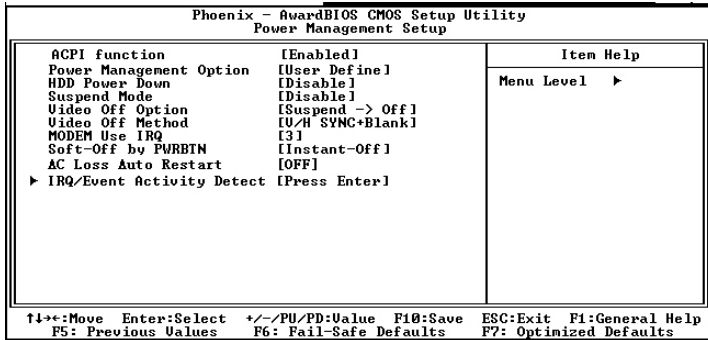 Phoenix - AwardBIOS CMOS Setup Utility
Power Management Setup
ACPI function [Enabled]
Power Management Option [User Define]
HDD Power Down [Disable]
Suspend Mode [Disable]
Video Off Option [Suspend -> Off]
Video Off Method [V/H SYNC+Blank]
MODEM Use IRQ [3]
Soft-Off by PWRBTN [Instant-Off]
AC Loss Auto Restart [OFF]
▶ IRQ/Event Activity Detect [Press Enter]
Item Help
Menu Level ▶
↑↓→←:Move Enter:Select +/-/PU/PD:Value F10:Save ESC:Exit F1:General Help
F5: Previous Values F6: Fail-Safe Defaults F7: Optimized Defaults